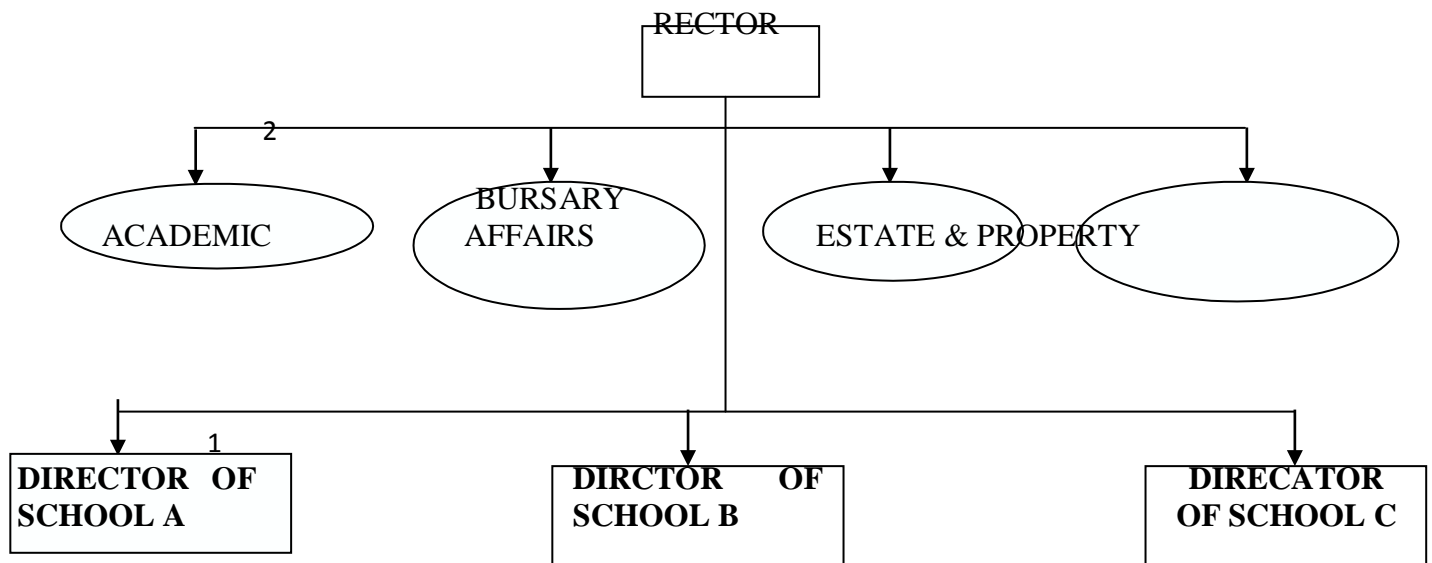 RECTOR
2
ACADEMIC
BURSARY
AFFAIRS
ESTATE & PROPERTY
1
DIRECTOR OF
SCHOOL A
DIRCTOR OF
SCHOOL B
DIRECATOR
OF SCHOOL C